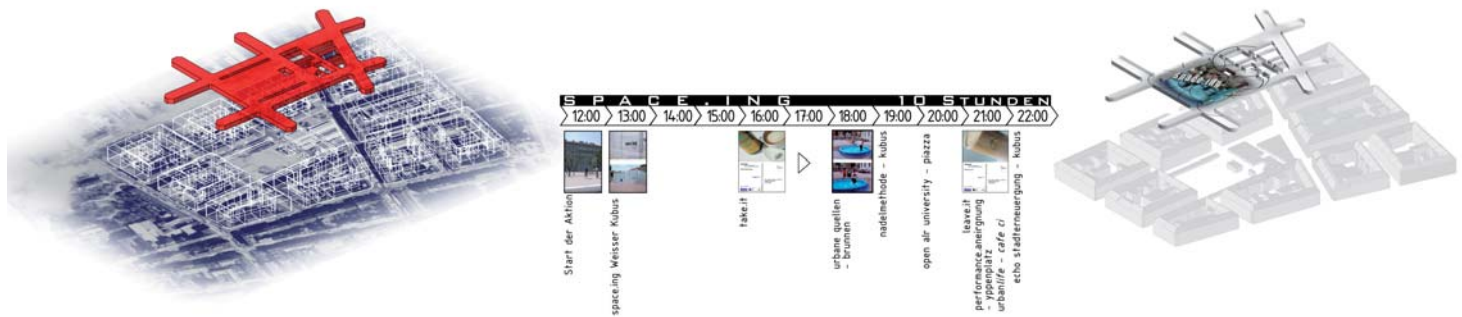 SPACE.ING 10 STUNDEN
12:00 13:00 14:00 15:00 16:00 17:00 18:00 19:00 20:00 21:00 22:00
Start der Aktion
space.ing Weisser Kubus
take.it
urbane quellen
- brunnen
nadelmethode - kubus
open air university - piazza
leave.it
performance.aneirgnung
- yppenplatz
urbanlife - cafe ci
echo stadterneuergung - kubus